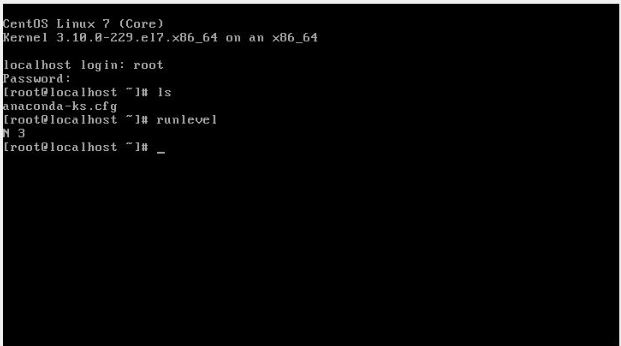 CentOS Linux 7 (Core)
Kernel 3.10.0-229.el7.x86_64 on an x86_64
localhost login: root
Password:
[root@localhost ~]# ls
anaconda-ks.cfg
[root@localhost ~]# runlevel
N 3
[root@localhost ~]# _